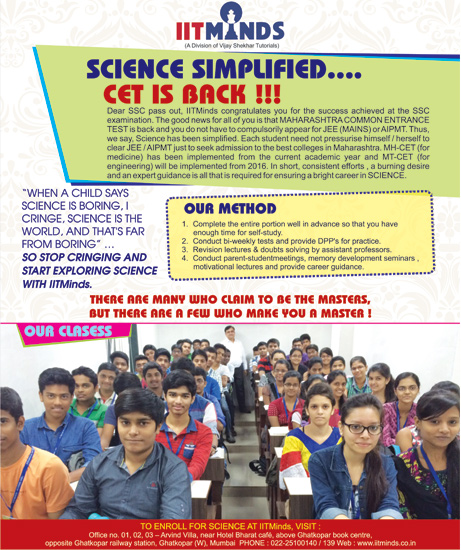 IITMINDS
(A Division of Vijay Shekhar Tutorials)
SCIENCE SIMPLIFIED....
CET IS BACK !!!
Dear SSC pass out, IITMinds congratulates you for the success achieved at the SSC
examination. The good news for all of you is that MAHARASHTRA COMMON ENTRANCE
TEST is back and you do not have to compulsorily appear for JEE (MAINS) or AIPMT. Thus,
we say, Science has been simplified. Each student need not pressurise himself / herself to
clear JEE / AIPMT just to seek admission to the best colleges in Maharastra. MH-CET (for
medicine) has been implemented from the current academic year and MT-CET (for
engineering) will be implemented from 2016. In short, consistent efforts , a burning desire
and an expert guidance is all that is required for ensuring a bright career in SCIENCE.
"WHEN A CHILD SAYS
SCIENCE IS BORING, I
CRINGE, SCIENCE IS THE
WORLD, AND THAT'S FAR
FROM BORING" ...
SO STOP CRINGING AND
START EXPLORING SCIENCE
WITH IITMinds.
OUR METHOD
1. Complete the entire portion well in advance so that you have
enough time for self-study.
2. Conduct bi-weekly tests and provide DPP's for practice.
3. Revision lectures & doubts solving by assistant professors.
4. Conduct parent-studentmeetings, memory development seminars ,
motivational lectures and provide career guidance.
THERE ARE MANY WHO CLAIM TO BE THE MASTERS,
BUT THERE ARE A FEW WHO MAKE YOU A MASTER !
OUR CLASESS
TO ENROLL FOR SCIENCE AT IITMinds, VISIT :
Office no. 01, 02, 03 – Arvind Villa, near Hotel Bharat café, above Ghatkopar book centre,
opposite Ghatkopar railway station, Ghatkopar (W), Mumbai PHONE : 022-25100140 / 139 Web : www.iitminds.co.in